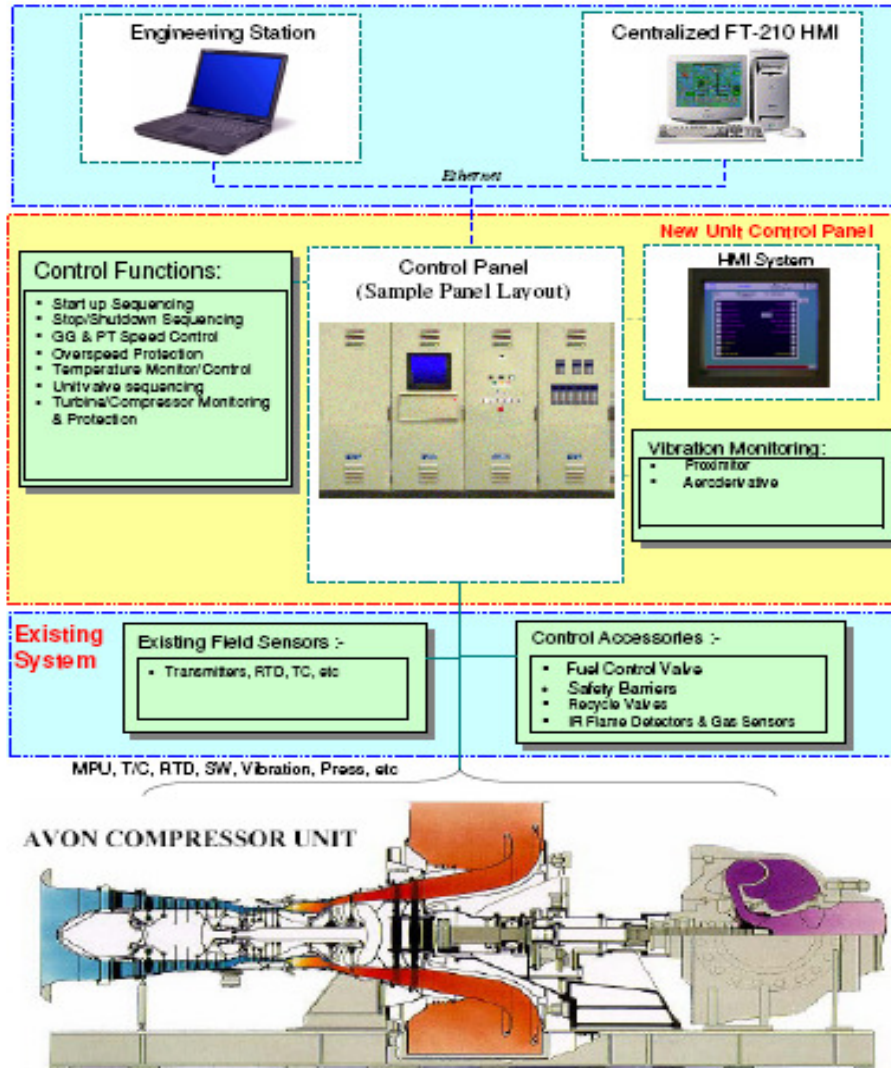 Engineering Station
Centralized FT-210 HMI
Ethernet
New Unit Control Panel
Control Functions:
Start up Sequencing
Stop/Shutdown Sequencing
GG & PT Speed Control
Overspeed Protection
Temperature Monitor/Control
Unit valve sequencing
Turbine/Compressor Monitoring
& Protection
Control Panel
(Sample Panel Layout)
HMI System
Vibration Monitoring:
Proximitor
Aeroderivative
Existing
System
Existing Field Sensors :-
Transmitters, RTD, TC, etc
Control Accessories :-
Fuel Control Valve
Safety Barriers
Recycle Valves
IR Flame Detectors & Gas Sensors
MPU, T/C, RTD, SW, Vibration, Press, etc
AVON COMPRESSOR UNIT